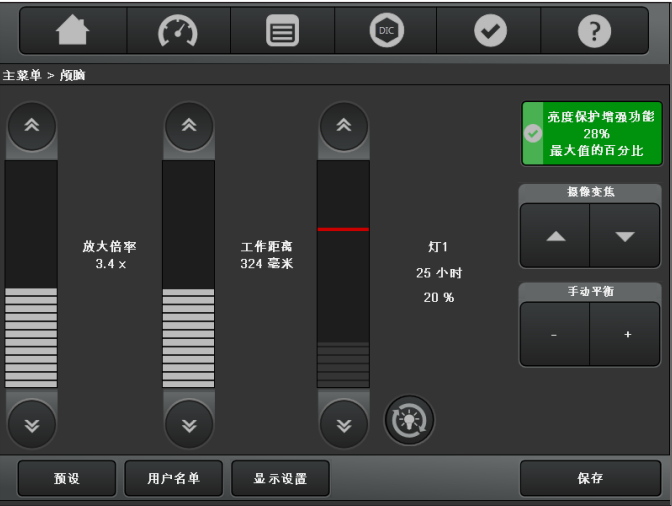 DIC
?
主菜单 > 颅脑
亮度保护增强功能
28%
最大值的百分比
摄像变焦
放大倍率
3.4 x
工作距离
324 毫米
灯1
25 小时
20 %
手动平衡
- +
预设
用户名单
显示设置
保存